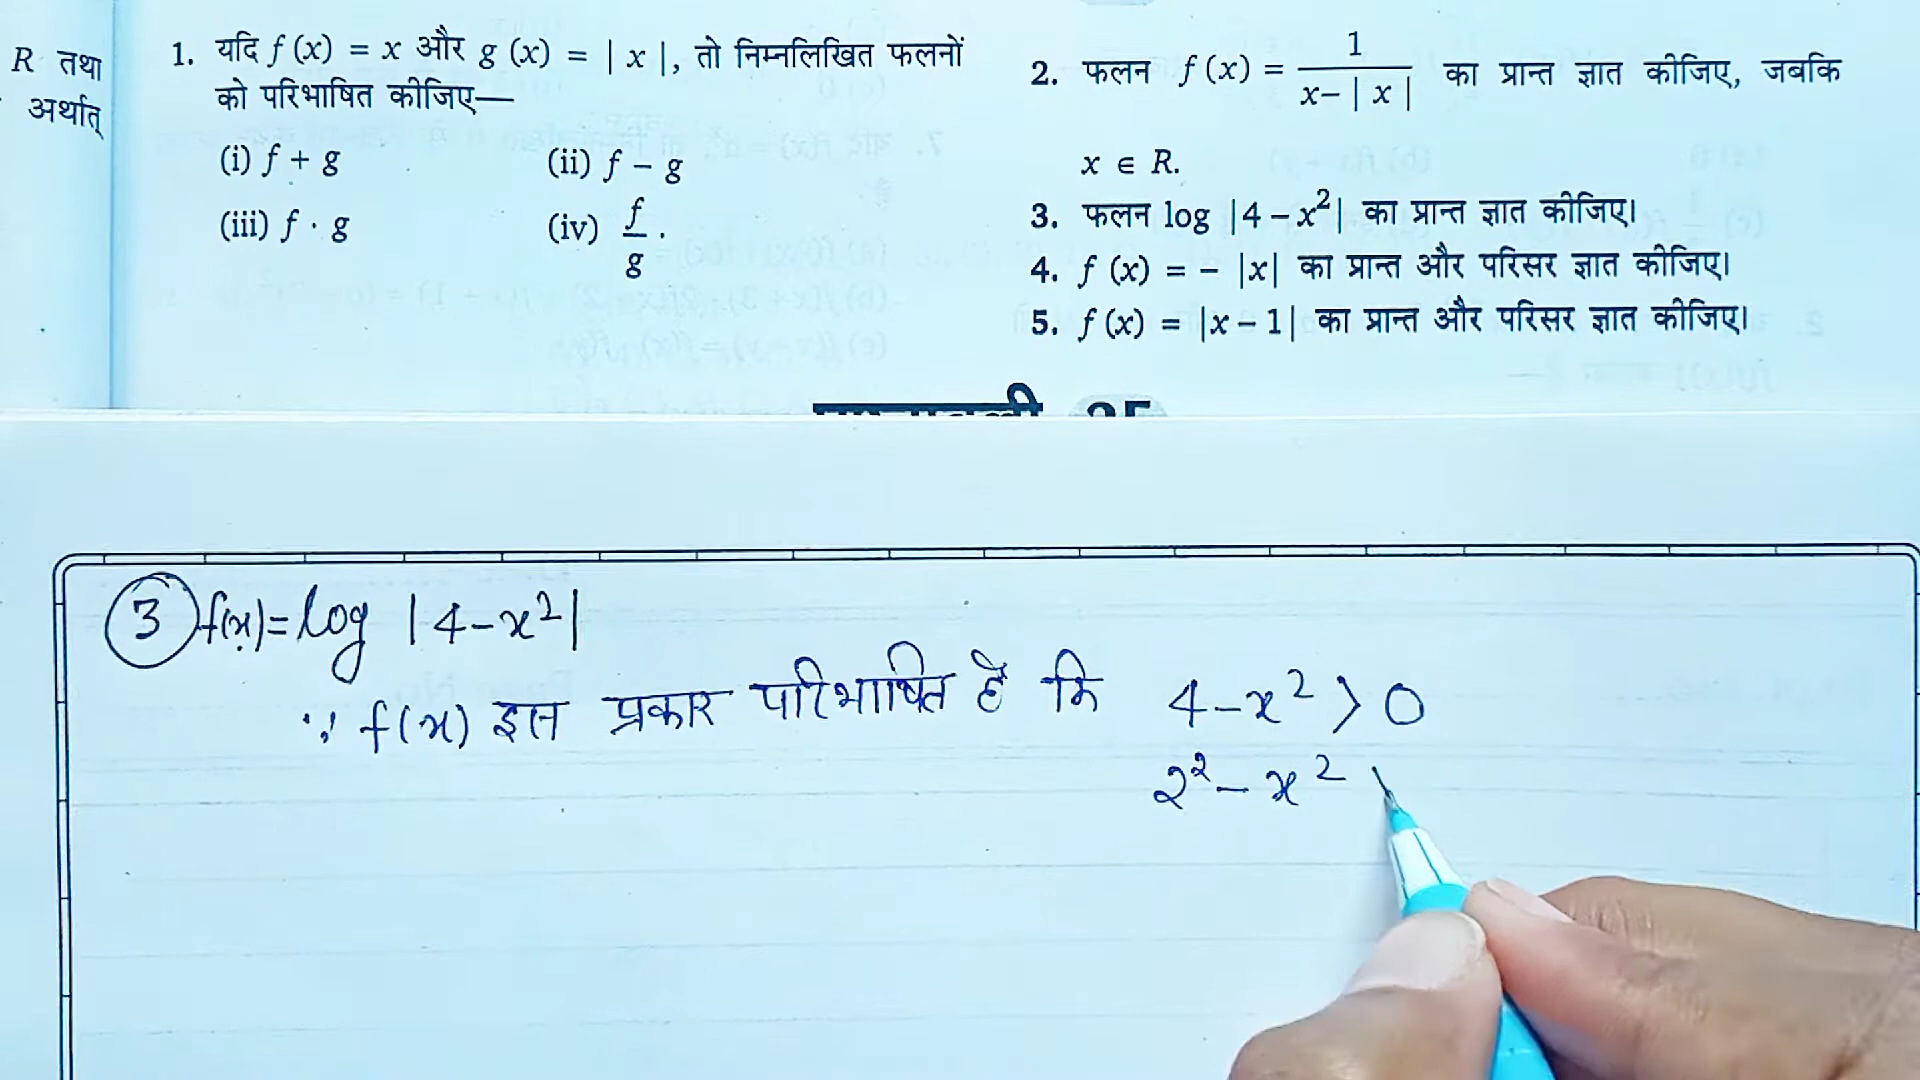 R तथा
अर्थात्
1. यदि f (x) = x और g (x) = | x |, तो निम्नलिखित फलनों
को परिभाषित कीजिए—
(i) f + g (ii) f – g
(iii) f · g (iv) f/g .
2. फलन f (x) = 1/(x– | x |) का प्रान्त ज्ञात कीजिए, जबकि
x ∈ R.
3. फलन log |4 – x²| का प्रान्त ज्ञात कीजिए।
4. f (x) = – |x| का प्रान्त और परिसर ज्ञात कीजिए।
5. f (x) = |x – 1| का प्रान्त और परिसर ज्ञात कीजिए।
3 f(x) = log |4-x²|
∵ f(x) इस प्रकार परिभाषित है कि 4-x² > 0
2² - x²